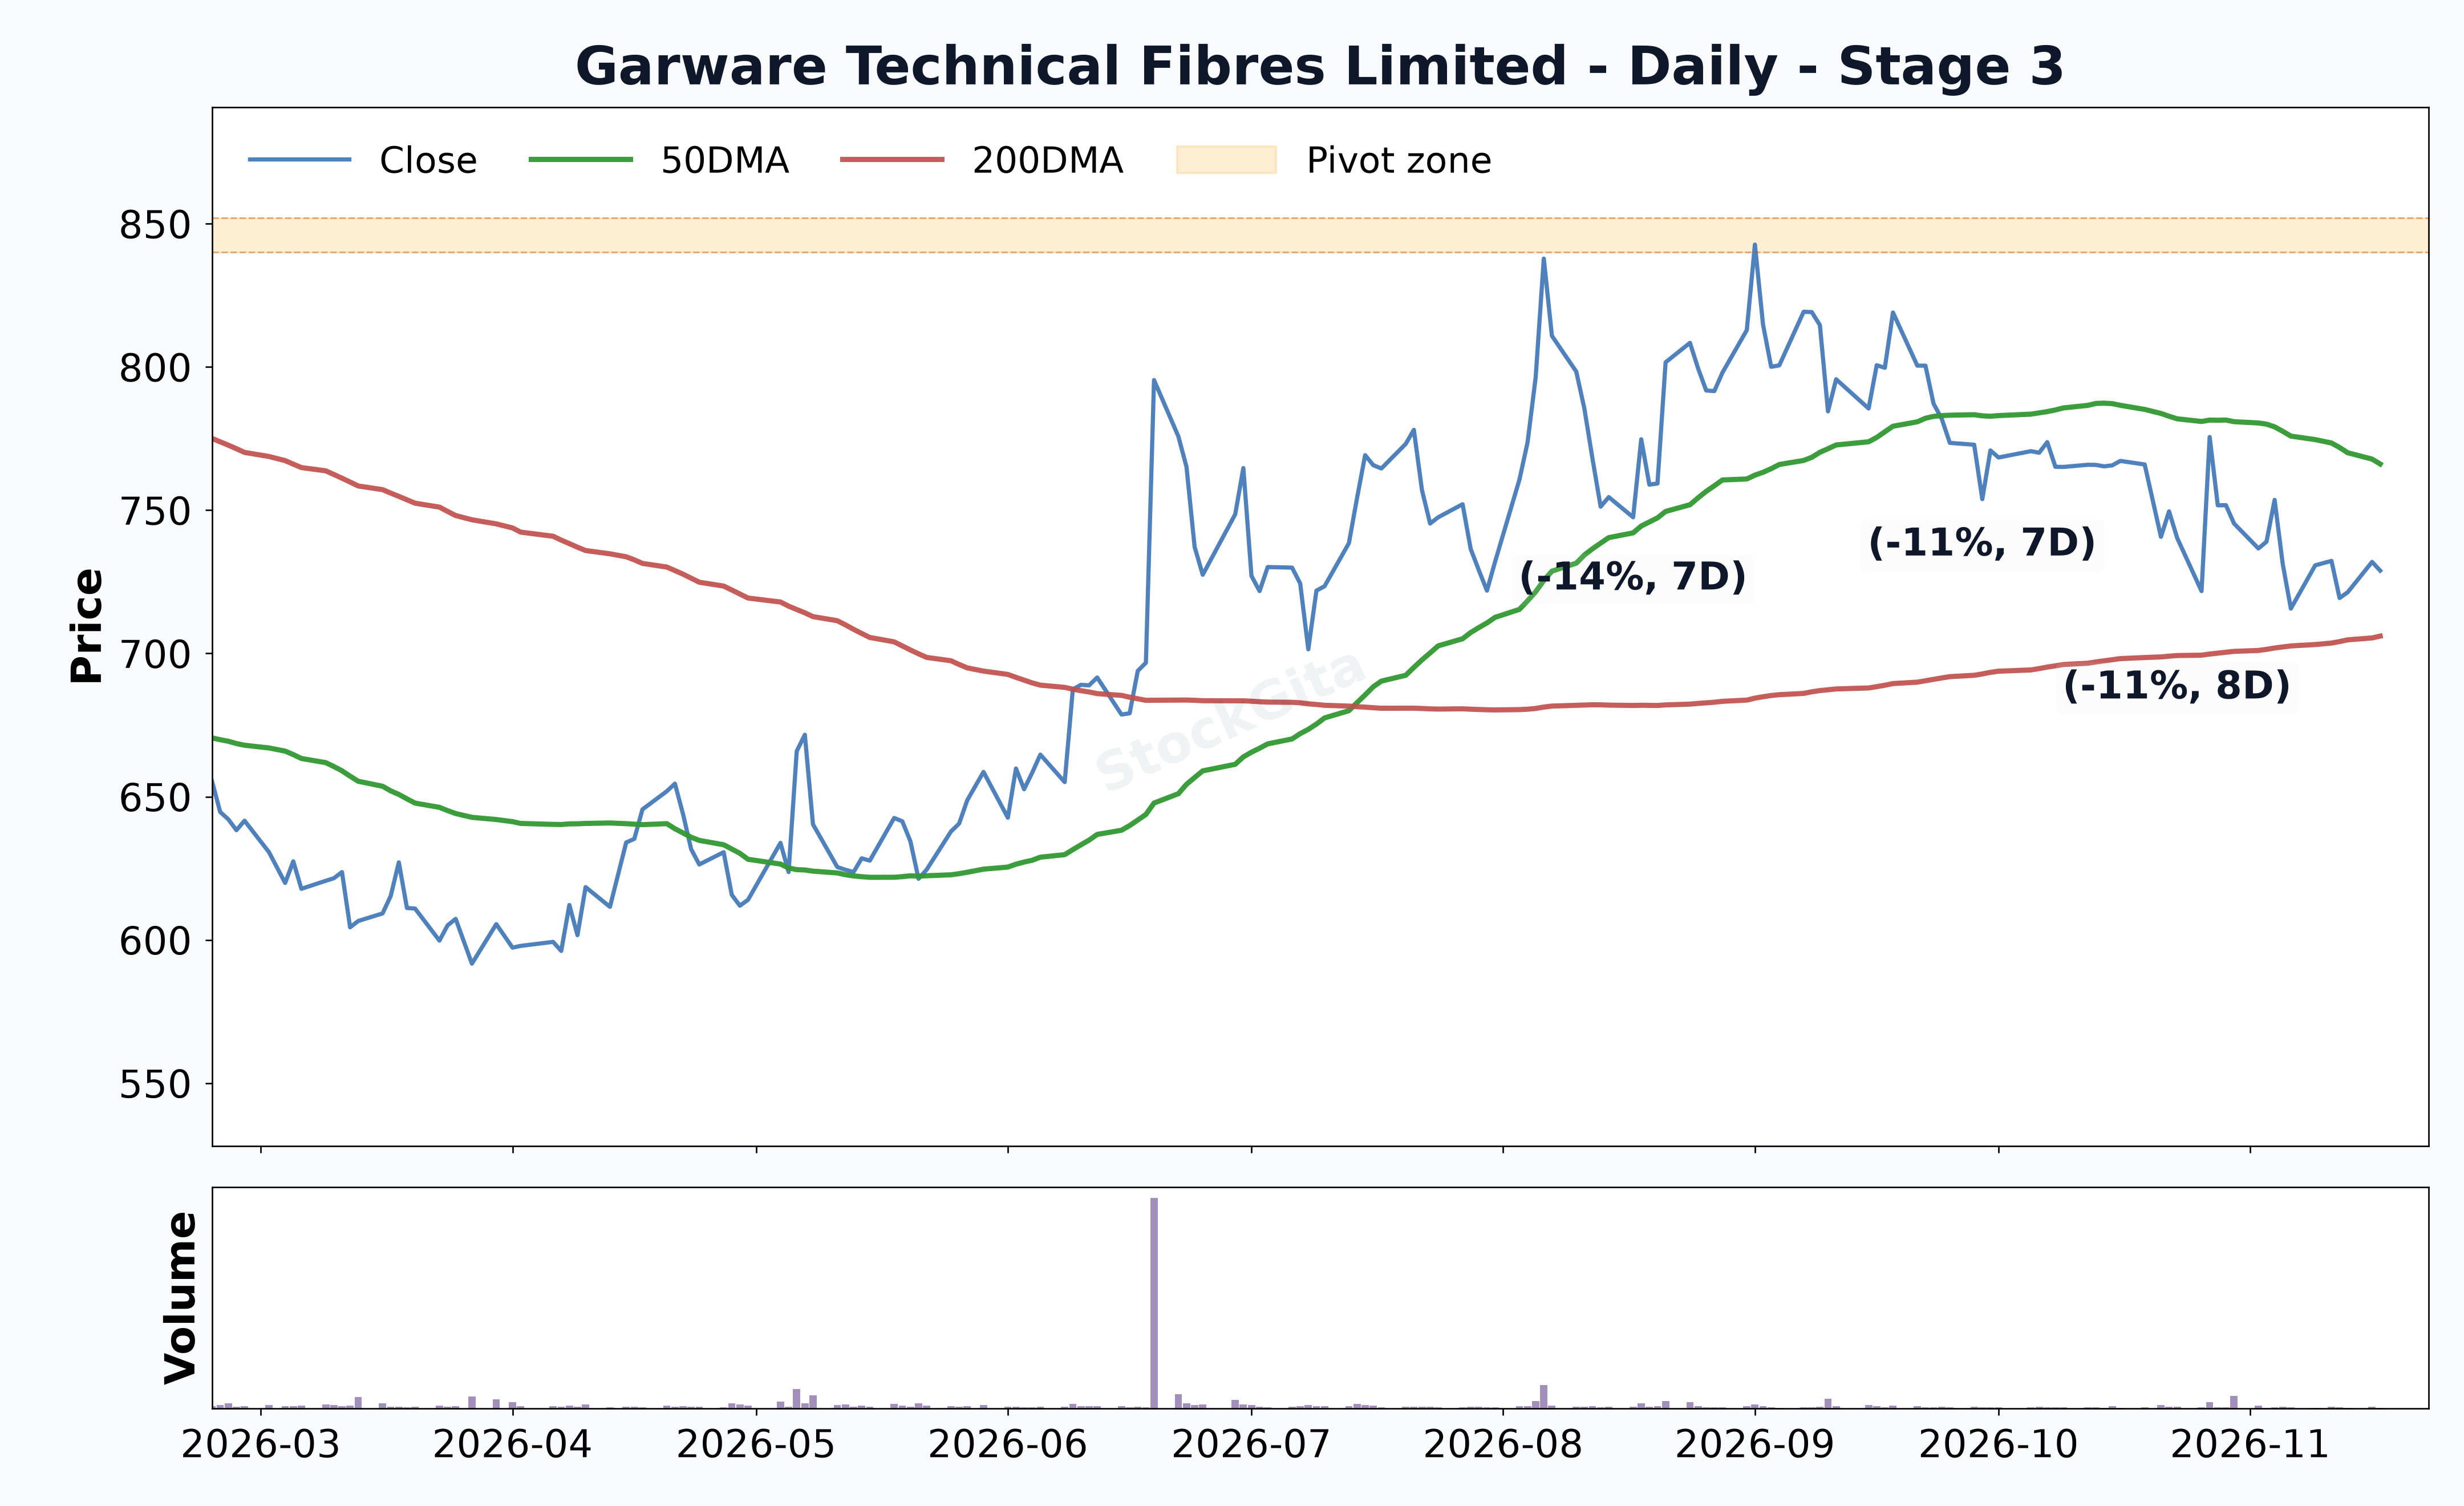 Garware Technical Fibres Limited - Daily - Stage 3
Close 50DMA 200DMA Pivot zone
850
800
750
700
650
600
550
Price
(-14%, 7D)
(-11%, 7D)
(-11%, 8D)
StockGita
Volume
2026-03 2026-04 2026-05 2026-06 2026-07 2026-08 2026-09 2026-10 2026-11